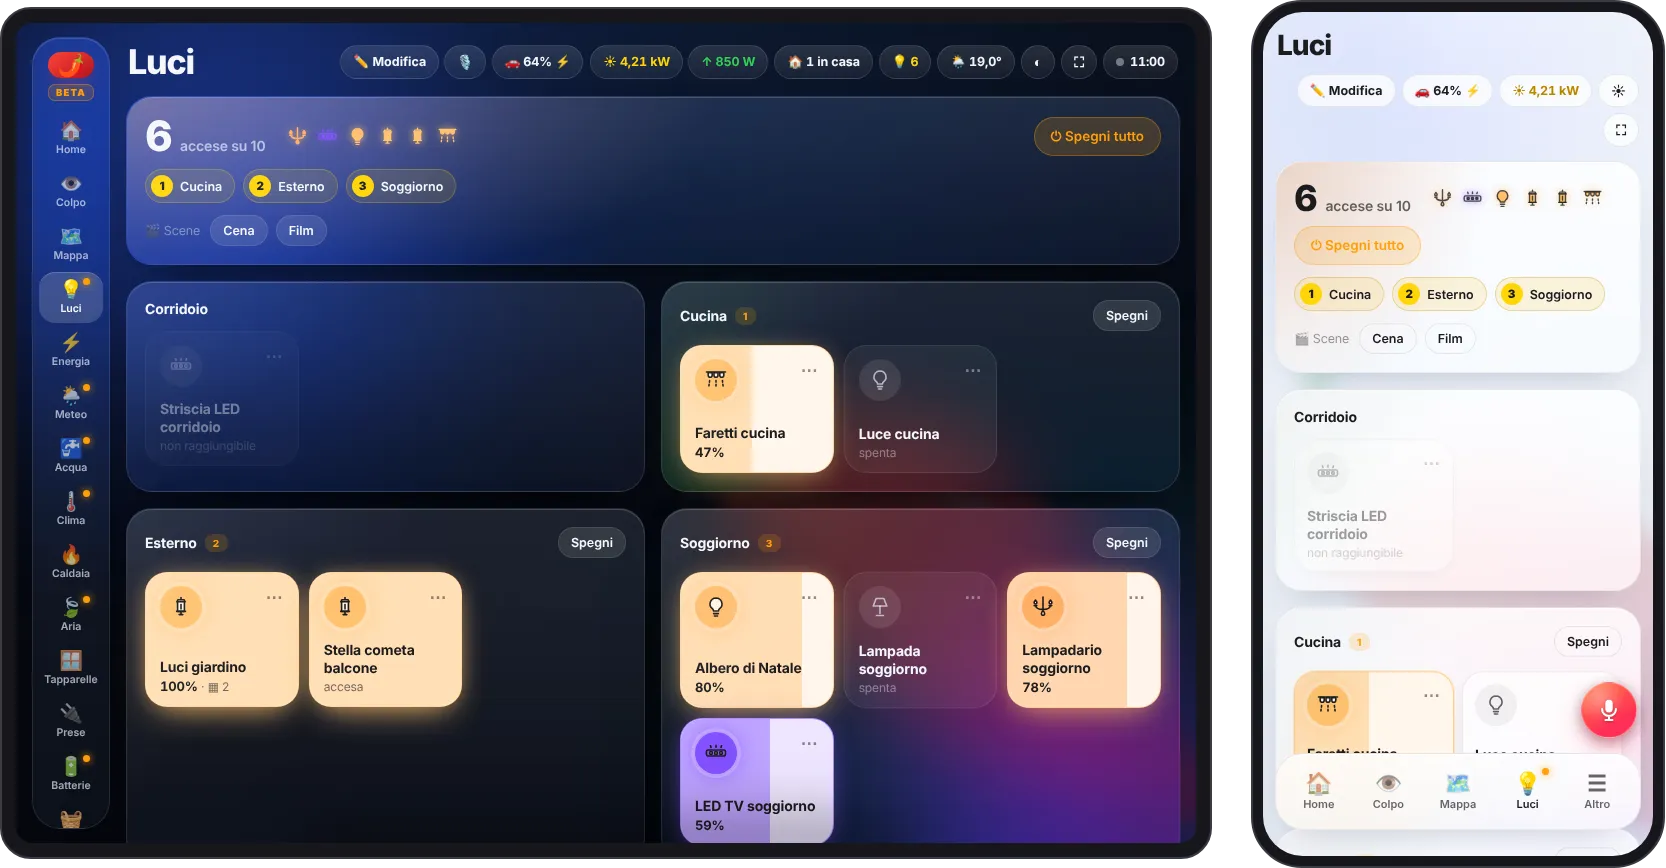 BETA
Home
Colpo
Mappa
Luci
Energia
Meteo
Acqua
Clima
Caldaia
Aria
Tapparelle
Prese
Batterie
Luci
Modifica
64%
4,21 kW
↑ 850 W
1 in casa
6
19,0°
11:00
6 accese su 10
Spegni tutto
1 Cucina
2 Esterno
3 Soggiorno
Scene
Cena
Film
Corridoio
Striscia LED
corridoio
non raggiungibile
Cucina 1
Spegni
Faretti cucina
47%
Luce cucina
spenta
Esterno 2
Spegni
Luci giardino
100% · 2
Stella cometa
balcone
accesa
Soggiorno 3
Spegni
Albero di Natale
80%
Lampada
soggiorno
spenta
Lampadario
soggiorno
78%
LED TV soggiorno
59%
Luci
Modifica
64%
4,21 kW
6 accese su 10
Spegni tutto
1 Cucina
2 Esterno
3 Soggiorno
Scene
Cena
Film
Corridoio
Striscia LED
corridoio
non raggiungibile
Cucina 1
Spegni
Faretti cucina
Luce cucina
Home
Colpo
Mappa
Luci
Altro